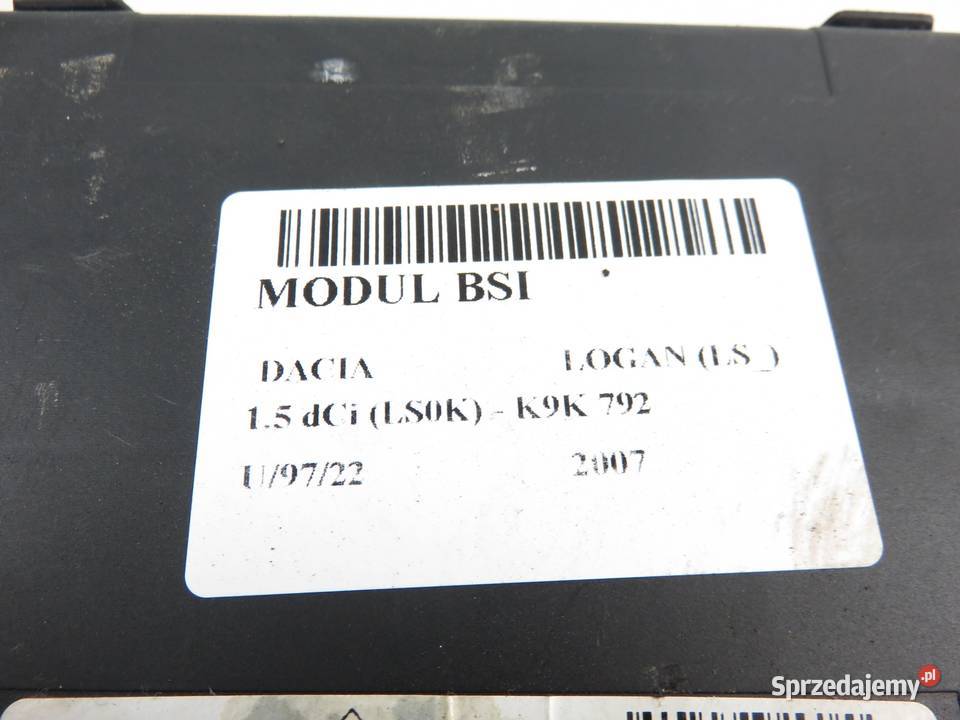 MODUL BSI
DACIA LOGAN (LS_)
1.5 dCi (LS0K) - K9K 792
U/97/22 2007
Sprzedajemy.pl